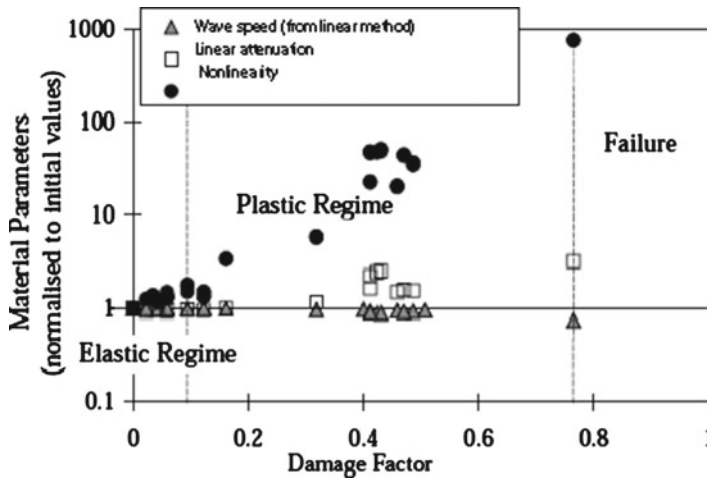 1000
100
10
1
0.1
Material Parameters
(normalised to initial values)
Wave speed (from linear method)
Linear attenuation
Nonlinearity
Failure
Plastic Regime
Elastic Regime
0
0.2
0.4
0.6
0.8
1
Damage Factor